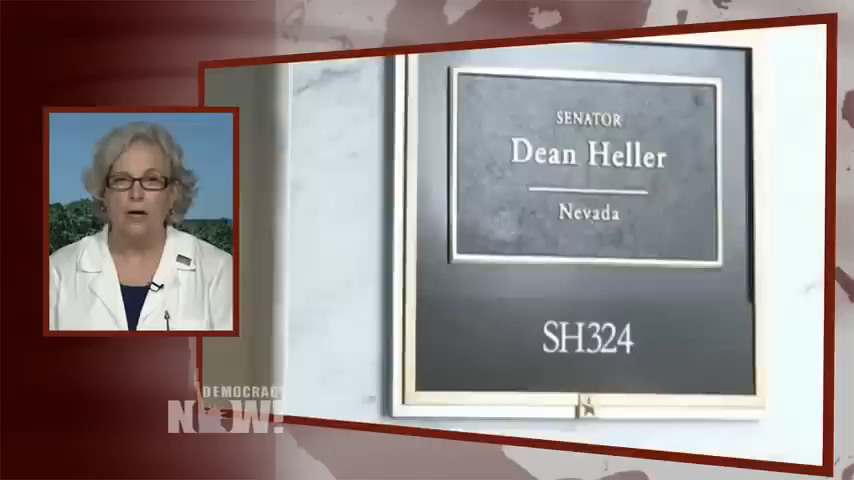 SENATOR
Dean Heller
Nevada
SH324
DEMOCRACY
NOW!